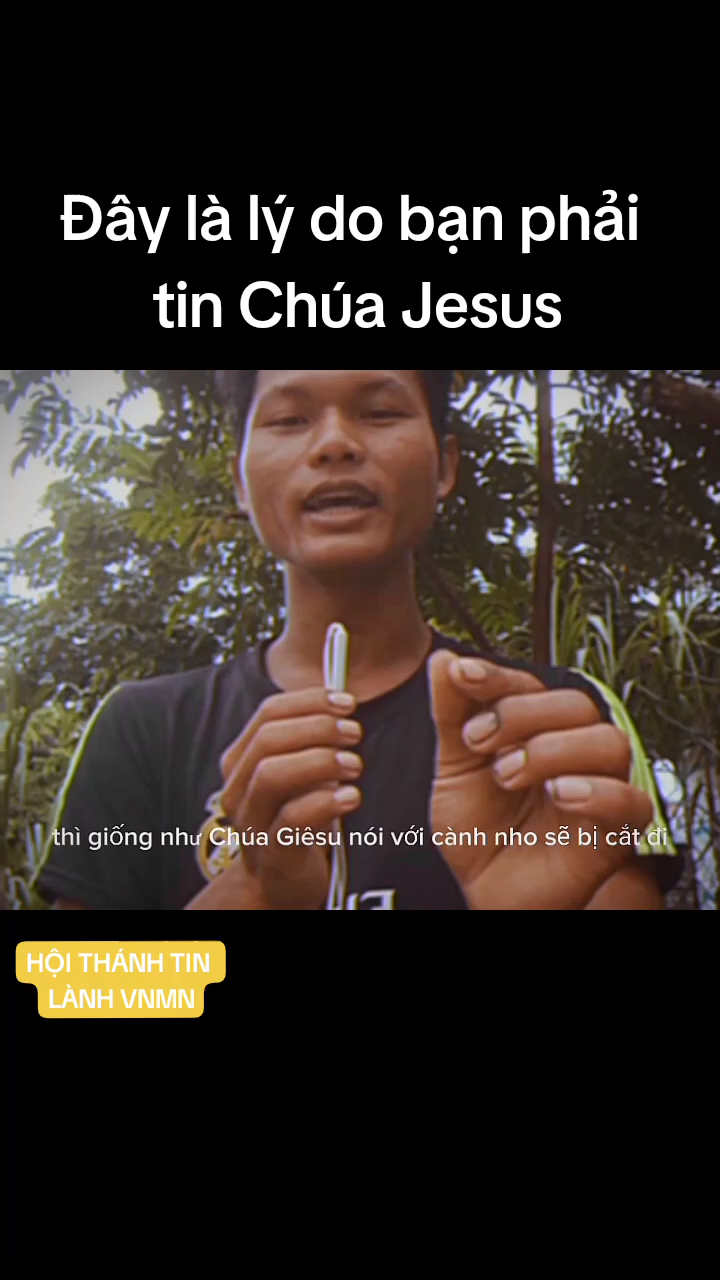 Đây là lý do bạn phải
tin Chúa Jesus
thì giống như Chúa Giêsu nói với cành nho sẽ bị cắt đi
HỘI THÁNH TIN
LÀNH VNMN